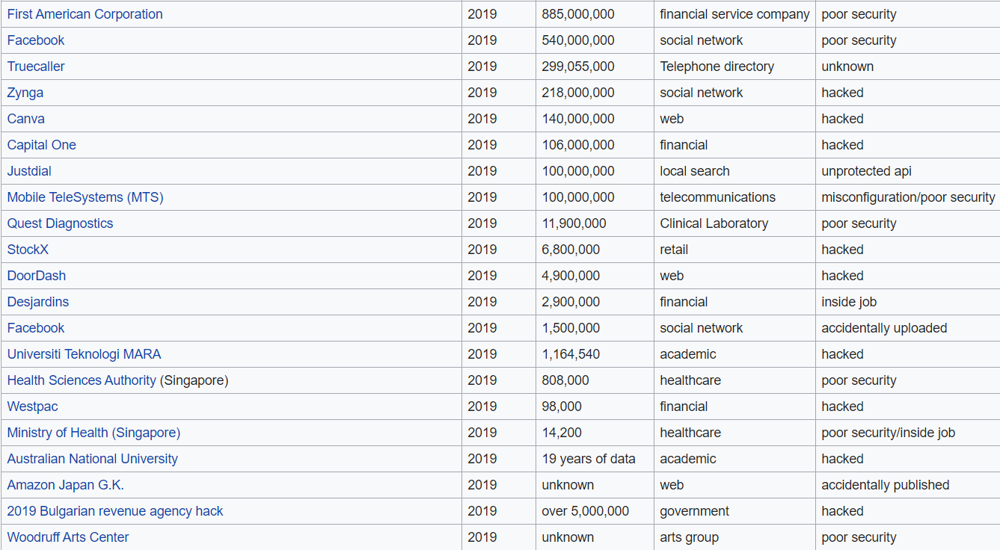 First American Corporation 2019 885,000,000 financial service company poor security
Facebook 2019 540,000,000 social network poor security
Truecaller 2019 299,055,000 Telephone directory unknown
Zynga 2019 218,000,000 social network hacked
Canva 2019 140,000,000 web hacked
Capital One 2019 106,000,000 financial hacked
Justdial 2019 100,000,000 local search unprotected api
Mobile TeleSystems (MTS) 2019 100,000,000 telecommunications misconfiguration/poor security
Quest Diagnostics 2019 11,900,000 Clinical Laboratory poor security
StockX 2019 6,800,000 retail hacked
DoorDash 2019 4,900,000 web hacked
Desjardins 2019 2,900,000 financial inside job
Facebook 2019 1,500,000 social network accidentally uploaded
Universiti Teknologi MARA 2019 1,164,540 academic hacked
Health Sciences Authority (Singapore) 2019 808,000 healthcare poor security
Westpac 2019 98,000 financial hacked
Ministry of Health (Singapore) 2019 14,200 healthcare poor security/inside job
Australian National University 2019 19 years of data academic hacked
Amazon Japan G.K. 2019 unknown web accidentally published
2019 Bulgarian revenue agency hack 2019 over 5,000,000 government hacked
Woodruff Arts Center 2019 unknown arts group poor security